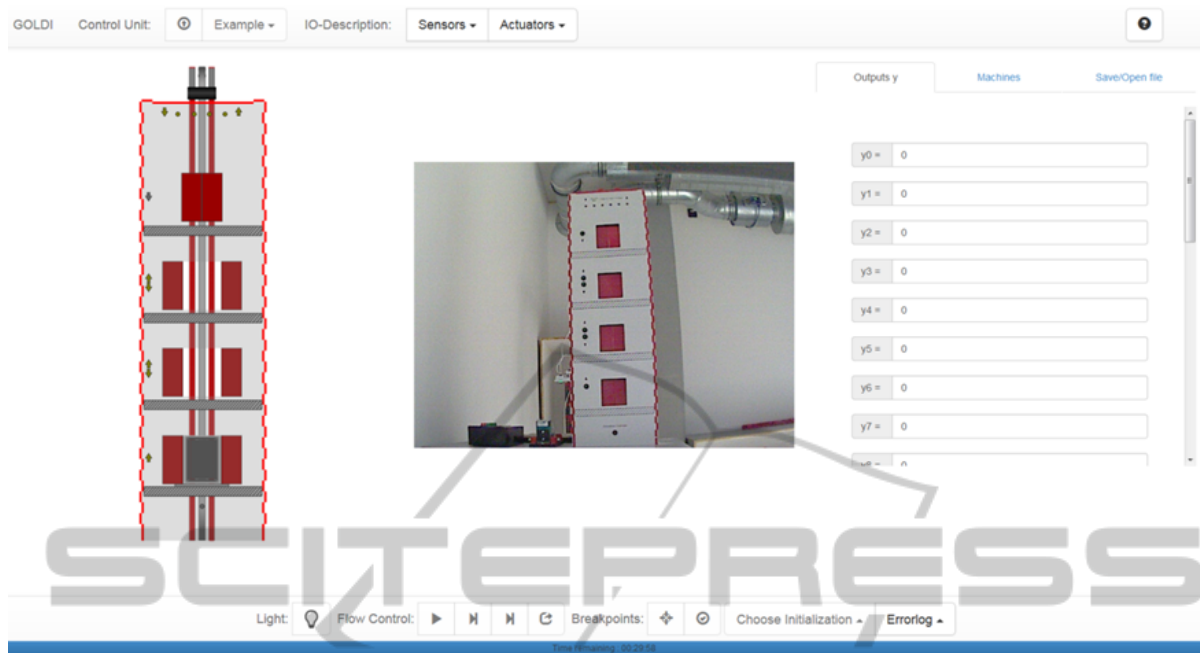 GOLDI Control Unit: Example IO-Description: Sensors Actuators
Outputs y Machines Save/Open file
y0 = 0
y1 = 0
y2 = 0
y3 = 0
y4 = 0
y5 = 0
y6 = 0
y7 = 0
y8 = 0
SCITEPRESS
Light: Flow Control: Breakpoints: Choose Initialization Errorlog
Time Remaining : 00:29:58